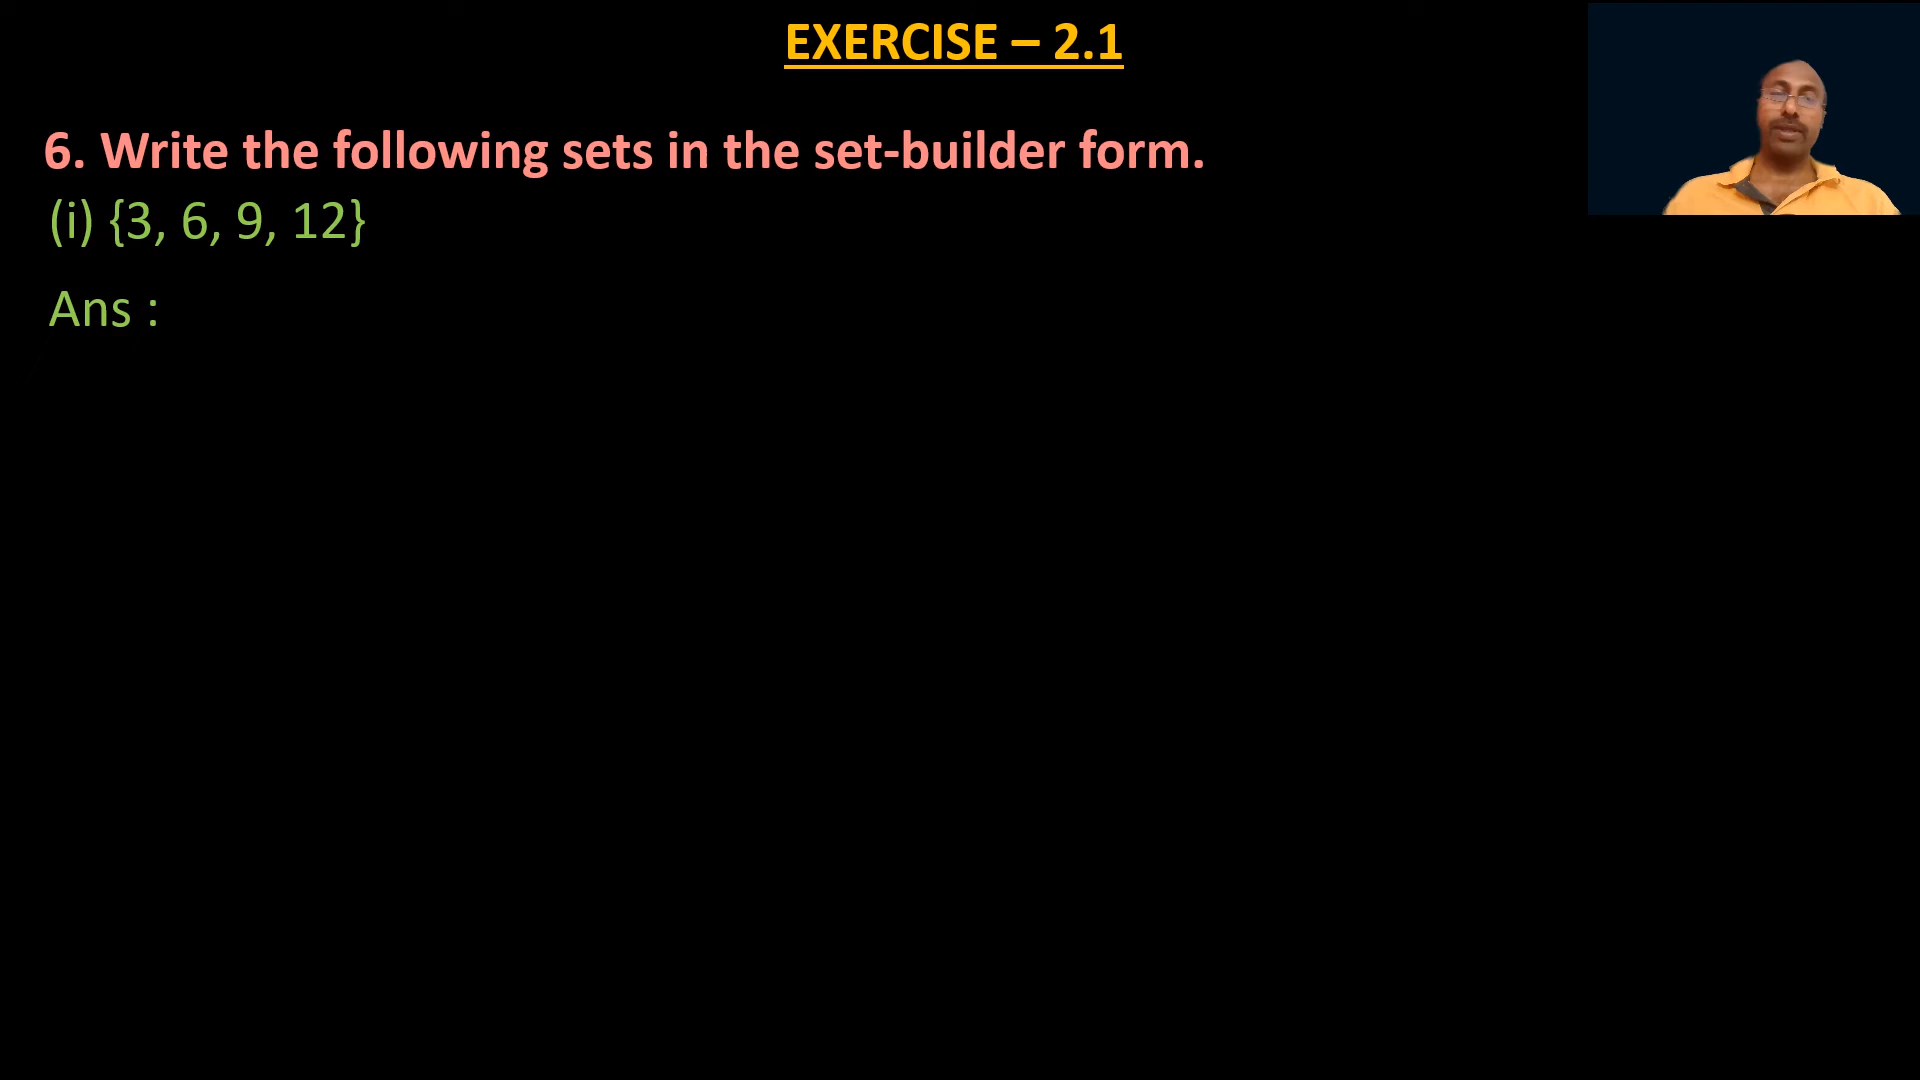 EXERCISE – 2.1
6. Write the following sets in the set-builder form.
(i) {3, 6, 9, 12}
Ans :